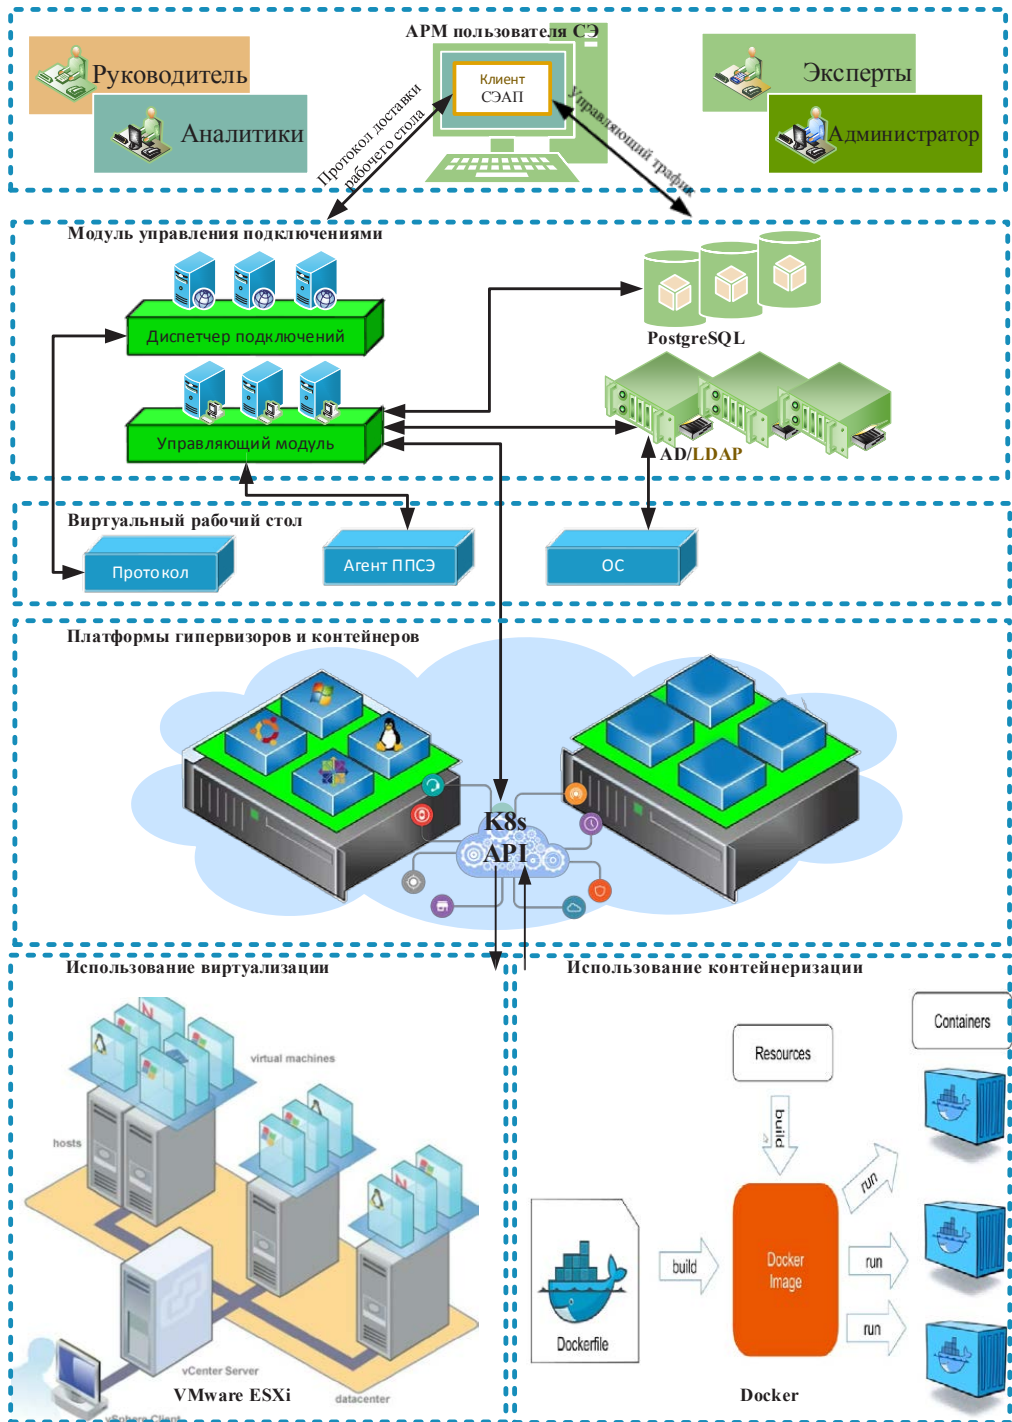 АРМ пользователя СЭ
Руководитель
Аналитики
Клиент
СЭАП
Эксперты
Администратор
Протокол доставки
рабочего стола
Управляющий трафик
Модуль управления подключениями
Диспетчер подключений
PostgreSQL
Управляющий модуль
AD/LDAP
Виртуальный рабочий стол
Протокол
Агент ППСЭ
ОС
Платформы гипервизоров и контейнеров
K8s
API
Использование виртуализации
virtual machines
hosts
vCenter Server
datacenter
VMware ESXi
vSphere Client
Использование контейнеризации
Containers
Resources
build
run
build
Docker
Image
run
run
Dockerfile
Docker